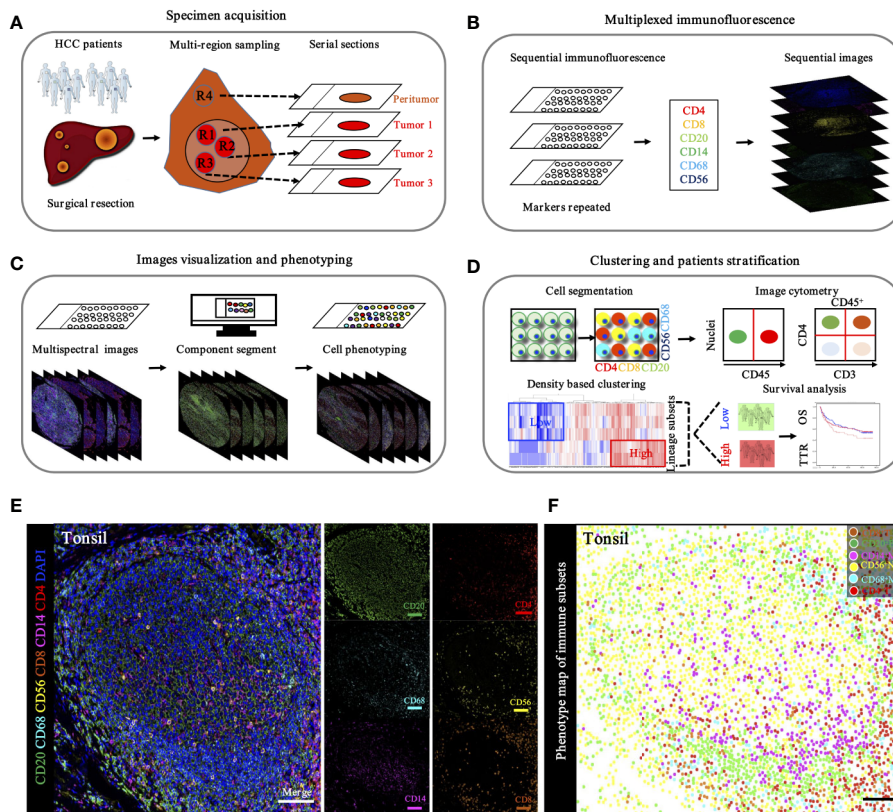 A
Specimen acquisition
HCC patients
Multi-region sampling
Serial sections
R4
R1
R2
R3
Peritumor
Tumor 1
Tumor 2
Tumor 3
Surgical resection
B
Multiplexed immunofluorescence
Sequential immunofluorescence
Sequential images
CD4
CD8
CD20
CD14
CD68
CD56
Markers repeated
C
Images visualization and phenotyping
Multispectral images
Component segment
Cell phenotyping
D
Clustering and patients stratification
Cell segmentation
Image cytometry
CD56 CD68
CD4 CD8 CD20
Nuclei
CD45
CD45⁺
CD4
CD3
Density based clustering
Survival analysis
Low
High
Lineage subsets
Low
High
OS
TTR
E
CD20 CD68 CD56 CD8 CD14 CD4 DAPI
Tonsil
Merge
CD20
CD4
CD68
CD56
CD14
CD8
F
Phenotype map of immune subsets
Tonsil